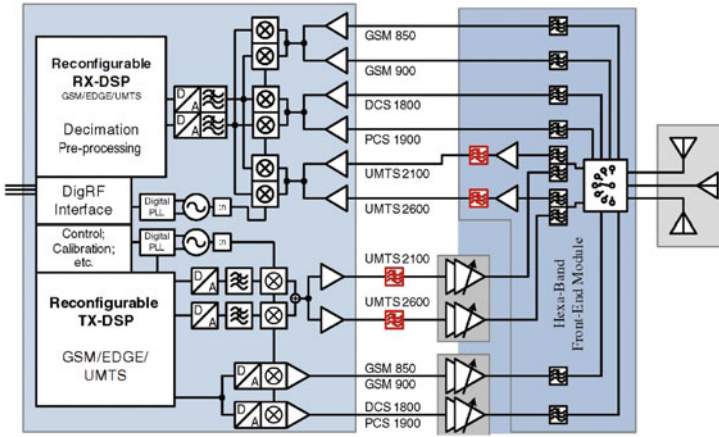 Reconfigurable
RX-DSP
GSM/EDGE/UMTS
Decimation
Pre-processing
D
A
D
A
GSM 850
GSM 900
DCS 1800
PCS 1900
UMTS 2100
UMTS 2600
DigRF
Interface
Digital
PLL
Control;
Calibration;
etc.
Digital
PLL
Reconfigurable
TX-DSP
GSM/EDGE/
UMTS
D
A
D
A
UMTS 2100
UMTS 2600
D
A
D
A
GSM 850
GSM 900
DCS 1800
PCS 1900
Hexa-Band
Front-End Module